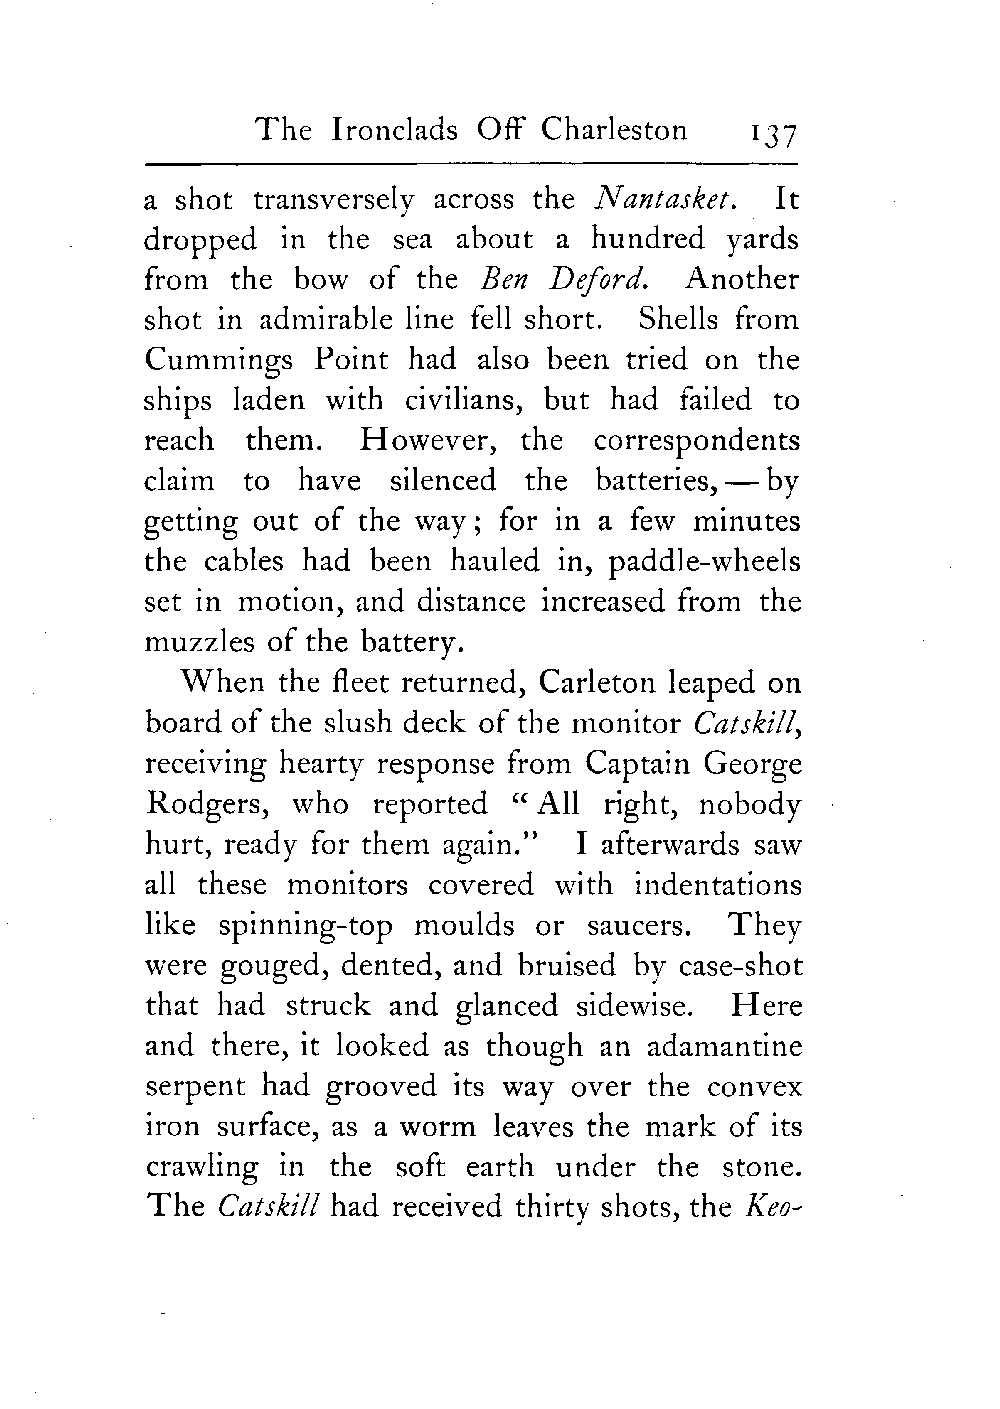 The Ironclads Off Charleston 137
a shot transversely across the Nantasket. It
dropped in the sea about a hundred yards
from the bow of the Ben Deford. Another
shot in admirable line fell short. Shells from
Cummings Point had also been tried on the
ships laden with civilians, but had failed to
reach them. However, the correspondents
claim to have silenced the batteries, — by
getting out of the way; for in a few minutes
the cables had been hauled in, paddle-wheels
set in motion, and distance increased from the
muzzles of the battery.
When the fleet returned, Carleton leaped on
board of the slush deck of the monitor Catskill,
receiving hearty response from Captain George
Rodgers, who reported “All right, nobody
hurt, ready for them again.” I afterwards saw
all these monitors covered with indentations
like spinning-top moulds or saucers. They
were gouged, dented, and bruised by case-shot
that had struck and glanced sidewise. Here
and there, it looked as though an adamantine
serpent had grooved its way over the convex
iron surface, as a worm leaves the mark of its
crawling in the soft earth under the stone.
The Catskill had received thirty shots, the Keo-